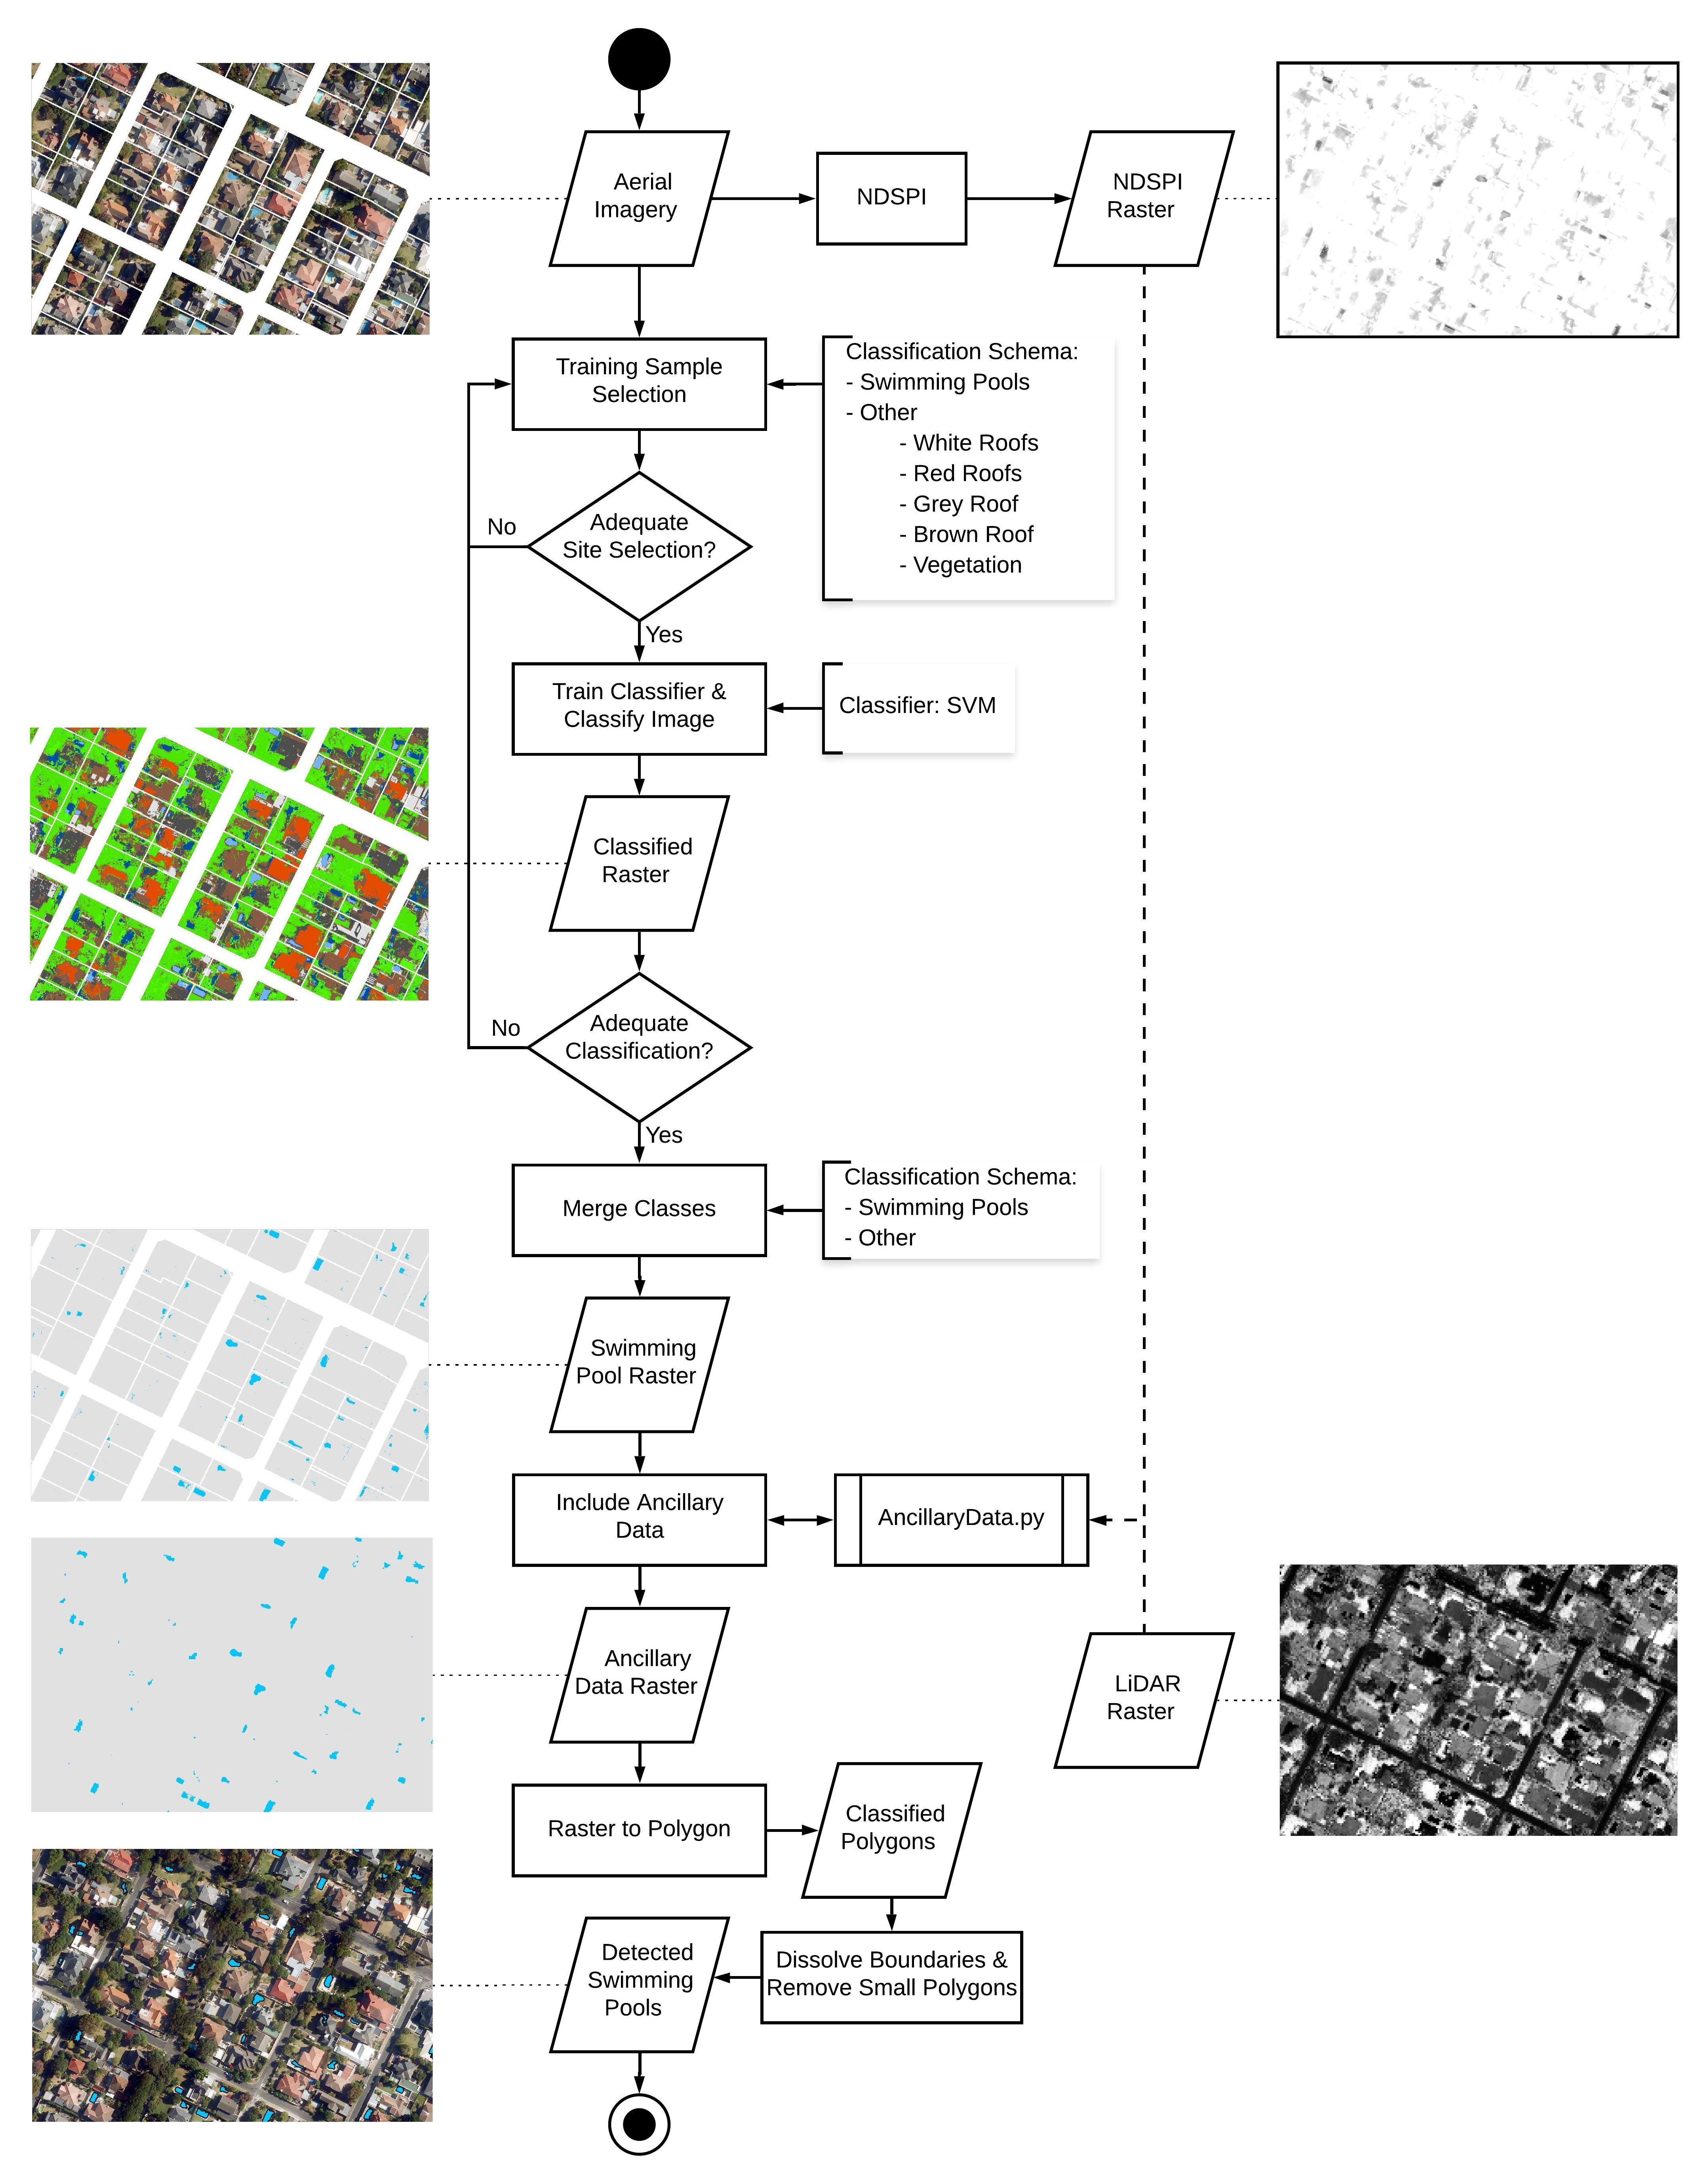 Aerial
Imagery
NDSPI
NDSPI
Raster
Training Sample
Selection
Classification Schema:
- Swimming Pools
- Other
- White Roofs
- Red Roofs
- Grey Roof
- Brown Roof
- Vegetation
No
Adequate
Site Selection?
Yes
Train Classifier &
Classify Image
Classifier: SVM
Classified
Raster
No
Adequate
Classification?
Yes
Merge Classes
Classification Schema:
- Swimming Pools
- Other
Swimming
Pool Raster
Include Ancillary
Data
AncillaryData.py
Ancillary
Data Raster
LiDAR
Raster
Raster to Polygon
Classified
Polygons
Dissolve Boundaries &
Remove Small Polygons
Detected
Swimming
Pools